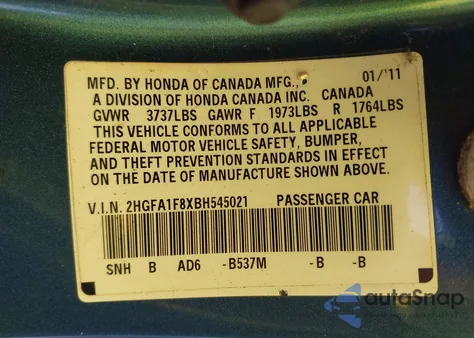 MFD. BY HONDA OF CANADA MFG., 01/'11
A DIVISION OF HONDA CANADA INC. CANADA
GVWR 3737LBS GAWR F 1973LBS R 1764LBS
THIS VEHICLE CONFORMS TO ALL APPLICABLE
FEDERAL MOTOR VEHICLE SAFETY, BUMPER,
AND THEFT PREVENTION STANDARDS IN EFFECT
ON THE DATE OF MANUFACTURE SHOWN ABOVE.
V.I.N. 2HGFA1F8XBH545021 PASSENGER CAR
SNH B AD6 -B537M -B -B
autoSnap